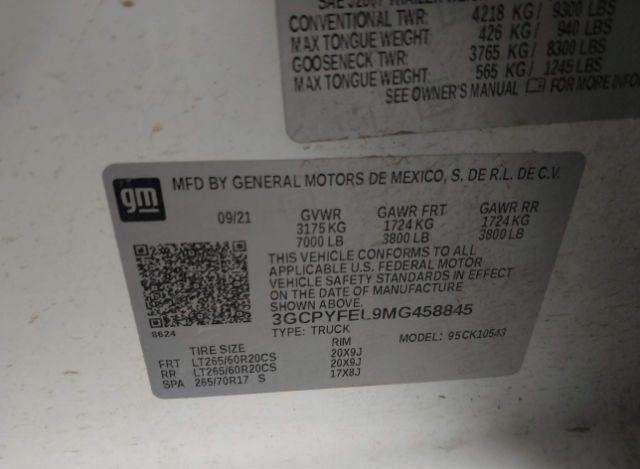 CONVENTIONAL TWR: 4218 KG/ 9300 LBS
MAX TONGUE WEIGHT: 426 KG/ 940 LBS
GOOSENECK TWR: 3765 KG/ 8300 LBS
MAX TONGUE WEIGHT: 565 KG/ 1245 LBS
SEE OWNER'S MANUAL FOR MORE INFO
gm MFD BY GENERAL MOTORS DE MEXICO, S. DE R.L. DE C.V.
09/21 GVWR GAWR FRT GAWR RR
3175 KG 1724 KG 1724 KG
7000 LB 3800 LB 3800 LB
THIS VEHICLE CONFORMS TO ALL
APPLICABLE U.S. FEDERAL MOTOR
VEHICLE SAFETY STANDARDS IN EFFECT
ON THE DATE OF MANUFACTURE
SHOWN ABOVE.
8624 3GCPYFEL9MG458845
TYPE: TRUCK MODEL: 95CK10543
TIRE SIZE RIM
FRT LT265/60R20CS 20X9J
RR LT265/60R20CS 20X9J
SPA 265/70R17 S 17X8J